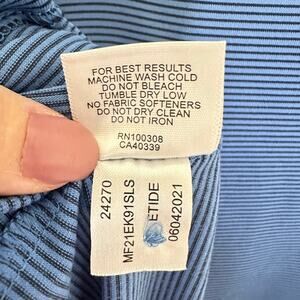 FOR BEST RESULTS
MACHINE WASH COLD
DO NOT BLEACH
TUMBLE DRY LOW
NO FABRIC SOFTENERS
DO NOT DRY CLEAN
DO NOT IRON
RN100308
CA40339
24270
MF21EK91SLS
ETIDE
06042021